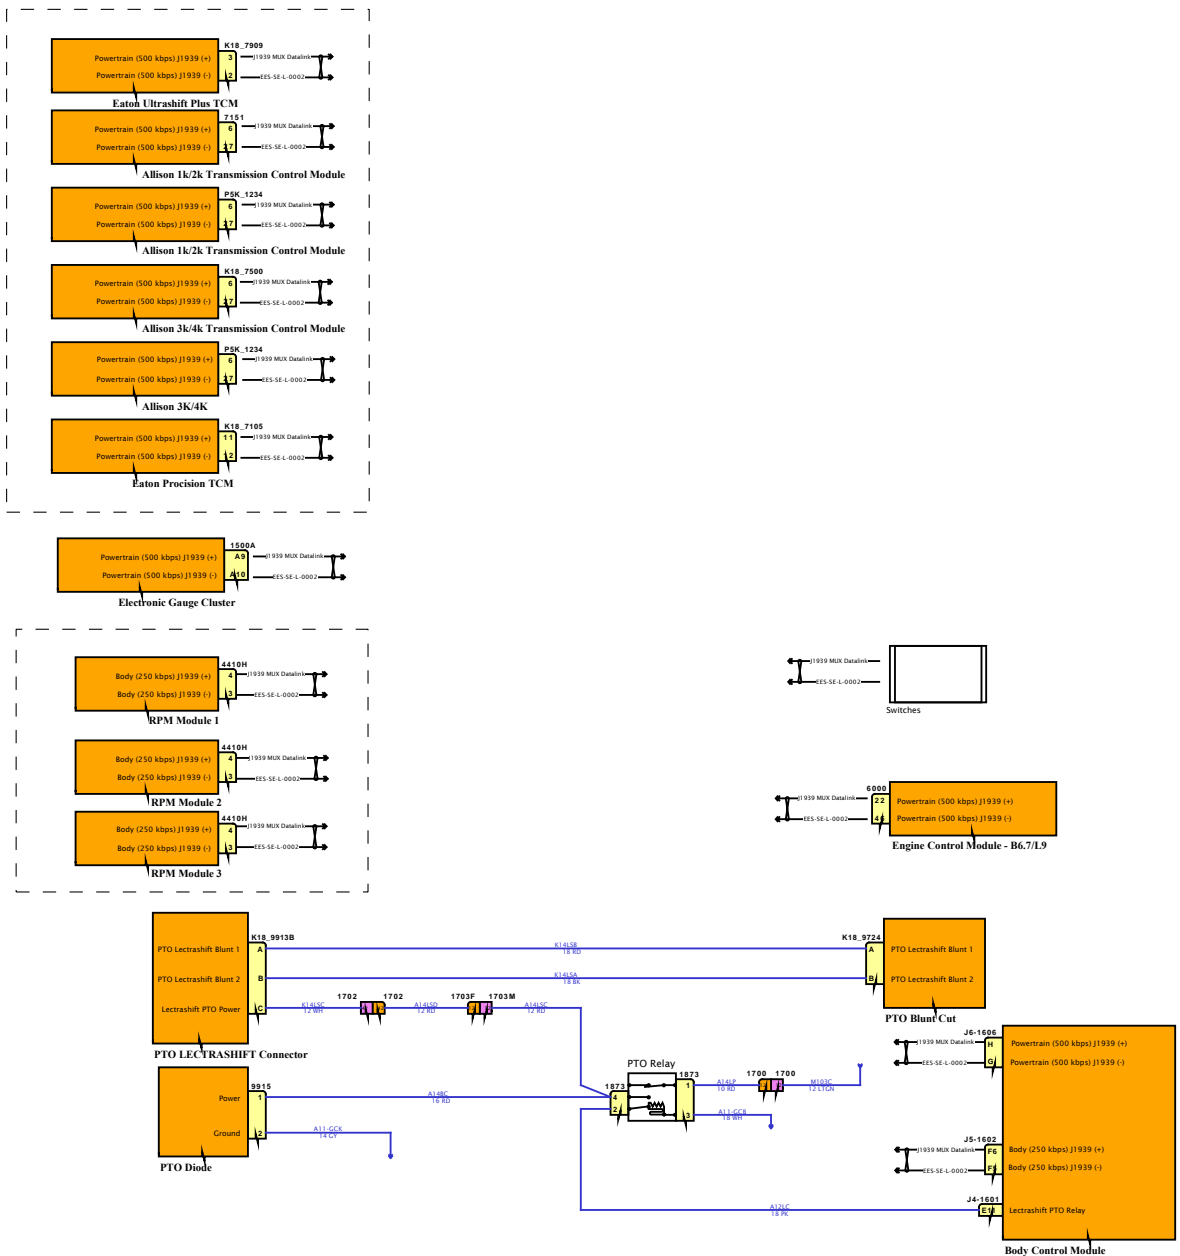 K18_7909
Powertrain (500 kbps) J1939 (+) 3 J1939 MUX Datalink
Powertrain (500 kbps) J1939 (-) 2 EES-SE-L-0002
Eaton Ultrashift Plus TCM
7151
Powertrain (500 kbps) J1939 (+) 6 J1939 MUX Datalink
Powertrain (500 kbps) J1939 (-) 27 EES-SE-L-0002
Allison 1k/2k Transmission Control Module
P5K_1234
Powertrain (500 kbps) J1939 (+) 6 J1939 MUX Datalink
Powertrain (500 kbps) J1939 (-) 27 EES-SE-L-0002
Allison 1k/2k Transmission Control Module
K18_7500
Powertrain (500 kbps) J1939 (+) 6 J1939 MUX Datalink
Powertrain (500 kbps) J1939 (-) 27 EES-SE-L-0002
Allison 3k/4k Transmission Control Module
P5K_1234
Powertrain (500 kbps) J1939 (+) 6 J1939 MUX Datalink
Powertrain (500 kbps) J1939 (-) 27 EES-SE-L-0002
Allison 3K/4K
K18_7105
Powertrain (500 kbps) J1939 (+) 11 J1939 MUX Datalink
Powertrain (500 kbps) J1939 (-) 12 EES-SE-L-0002
Eaton Procision TCM
1500A
Powertrain (500 kbps) J1939 (+) A9 J1939 MUX Datalink
Powertrain (500 kbps) J1939 (-) A10 EES-SE-L-0002
Electronic Gauge Cluster
4410H
Body (250 kbps) J1939 (+) 4 J1939 MUX Datalink
Body (250 kbps) J1939 (-) 3 EES-SE-L-0002
RPM Module 1
4410H
Body (250 kbps) J1939 (+) 4 J1939 MUX Datalink
Body (250 kbps) J1939 (-) 3 EES-SE-L-0002
RPM Module 2
4410H
Body (250 kbps) J1939 (+) 4 J1939 MUX Datalink
Body (250 kbps) J1939 (-) 3 EES-SE-L-0002
RPM Module 3
J1939 MUX Datalink
EES-SE-L-0002
Switches
6000
J1939 MUX Datalink 22 Powertrain (500 kbps) J1939 (+)
EES-SE-L-0002 Powertrain (500 kbps) J1939 (-)
Engine Control Module - B6.7/L9
K18_9913B K18_9724
PTO Lectrashift Blunt 1 A K14LSB A PTO Lectrashift Blunt 1
18 RD
PTO Lectrashift Blunt 2 B K14LSA B PTO Lectrashift Blunt 2
18 BK
1702 1702 1703F 1703M
Lectrashift PTO Power C K14LSC A14LSD A14LSC
12 WH 12 RD 12 RD
PTO Blunt Cut
PTO LECTRASHIFT Connector
J6-1606
J1939 MUX Datalink H Powertrain (500 kbps) J1939 (+)
EES-SE-L-0002 G Powertrain (500 kbps) J1939 (-)
PTO Relay
9915 1873 1873 1700 1700
Power 1 A14BC 4 1 A14LP M103C
16 RD 10 RD 12 LTGN
2 3 A11-GCB
18 WH
Ground 2 A11-GCK
14 GY
PTO Diode
J5-1602
J1939 MUX Datalink F6 Body (250 kbps) J1939 (+)
EES-SE-L-0002 Body (250 kbps) J1939 (-)
J4-1601
A12LC E11 Lectrashift PTO Relay
18 PK
Body Control Module